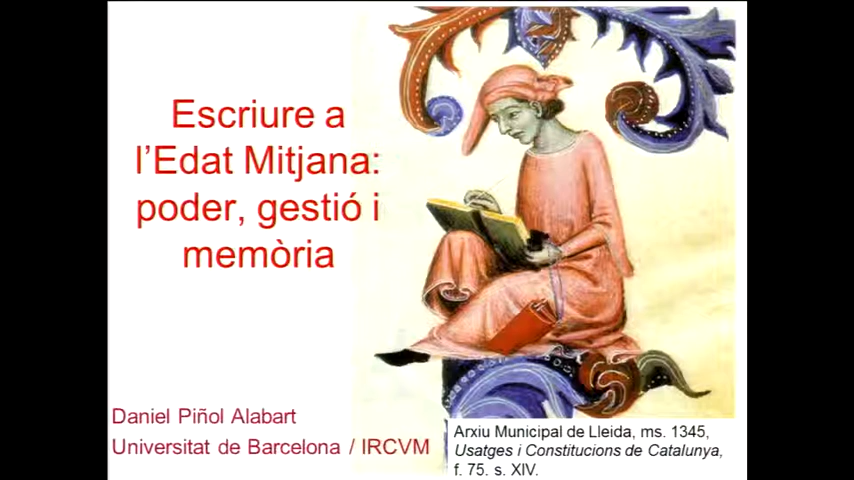 Escriure a
l’Edat Mitjana:
poder, gestió i
memòria
Daniel Piñol Alabart
Universitat de Barcelona / IRCVM
Arxiu Municipal de Lleida, ms. 1345,
Usatges i Constitucions de Catalunya,
f. 75. s. XIV.